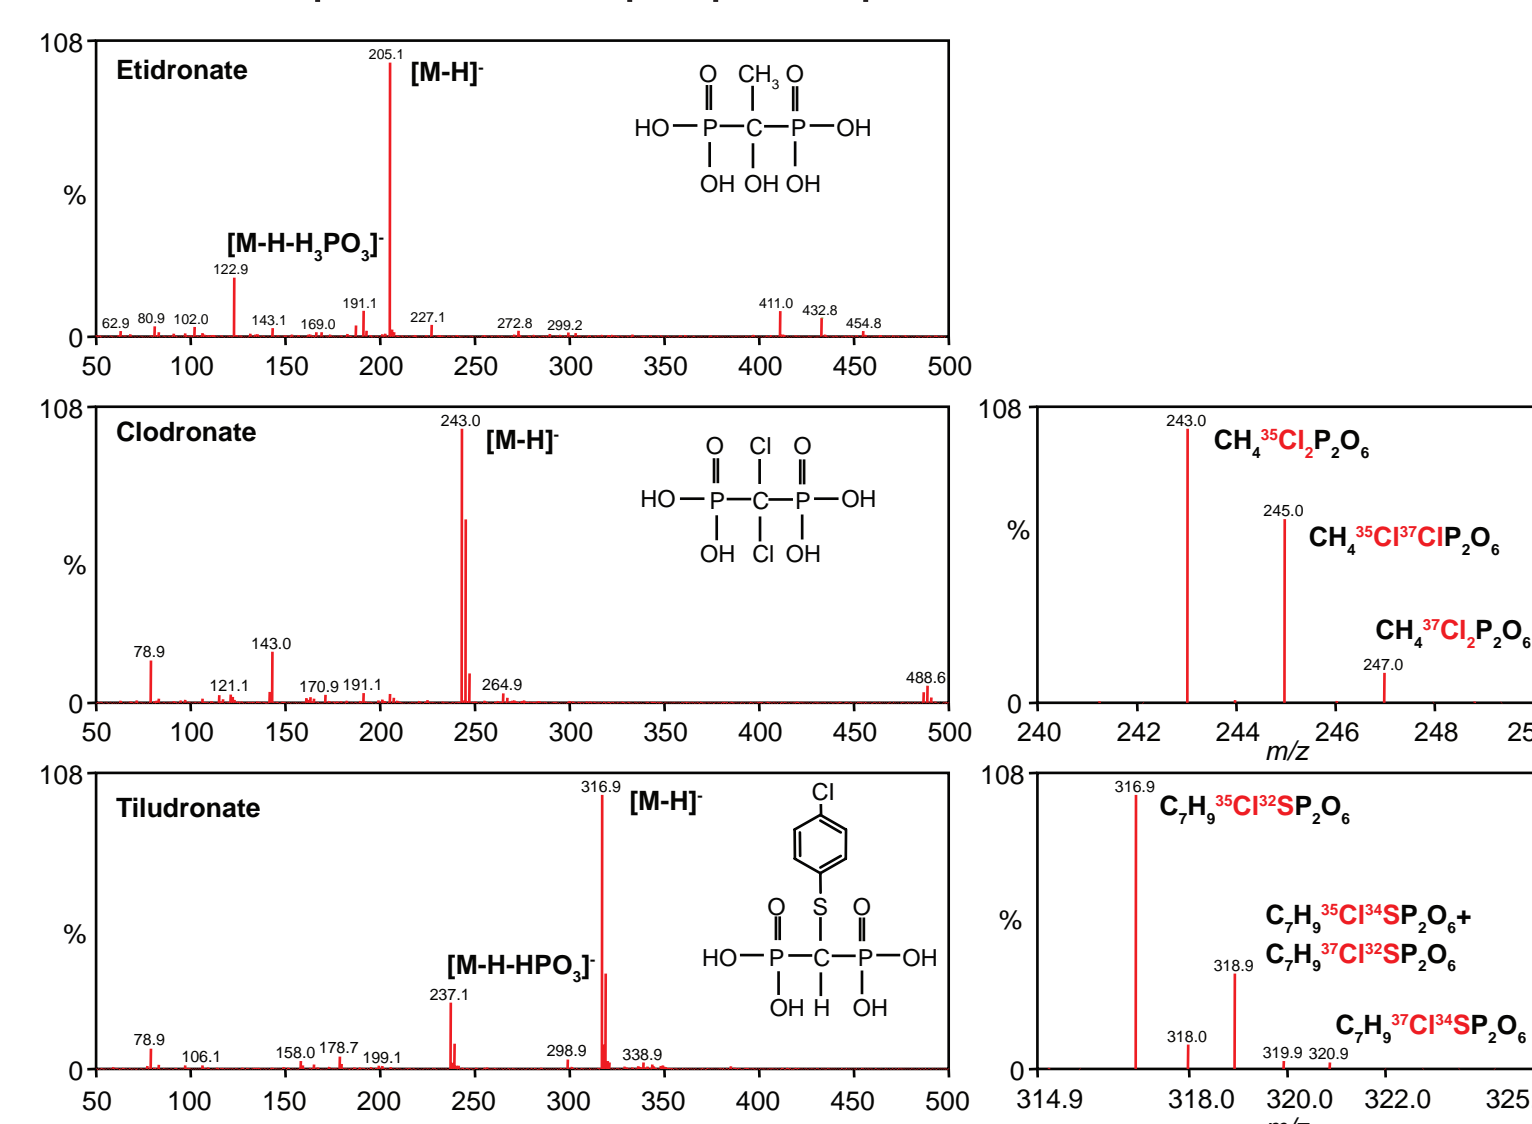 108
Etidronate
205.1
[M-H]-
O CH3 O
HO P C P OH
OH OH OH
%
[M-H-H3PO3]-
122.9
62.9 80.9 102.0 143.1 169.0 191.1 227.1 272.8 299.2 411.0 432.8 454.8
0
50 100 150 200 250 300 350 400 450 500
108
Clodronate
243.0
[M-H]-
O Cl O
HO P C P OH
OH Cl OH
%
78.9 121.1 143.0 170.9 191.1 264.9 488.6
0
50 100 150 200 250 300 350 400 450 500
108
243.0
CH4 35Cl2P2O6
245.0
%
CH4 35Cl37ClP2O6
CH4 37Cl2P2O6
247.0
0
240 242 244 246 248 25
m/z
108
Tiludronate
316.9
[M-H]-
Cl
S
O O
HO P C P OH
OH H OH
%
[M-H-HPO3]-
237.1
78.9 106.1 158.0 178.7 199.1 298.9 338.9
0
50 100 150 200 250 300 350 400 450 500
108
316.9
C7H9 35Cl32SP2O6
%
C7H9 35Cl34SP2O6+
C7H9 37Cl32SP2O6
318.9
C7H9 37Cl34SP2O6
318.0
319.9 320.9
0
314.9 318.0 320.0 322.0 325